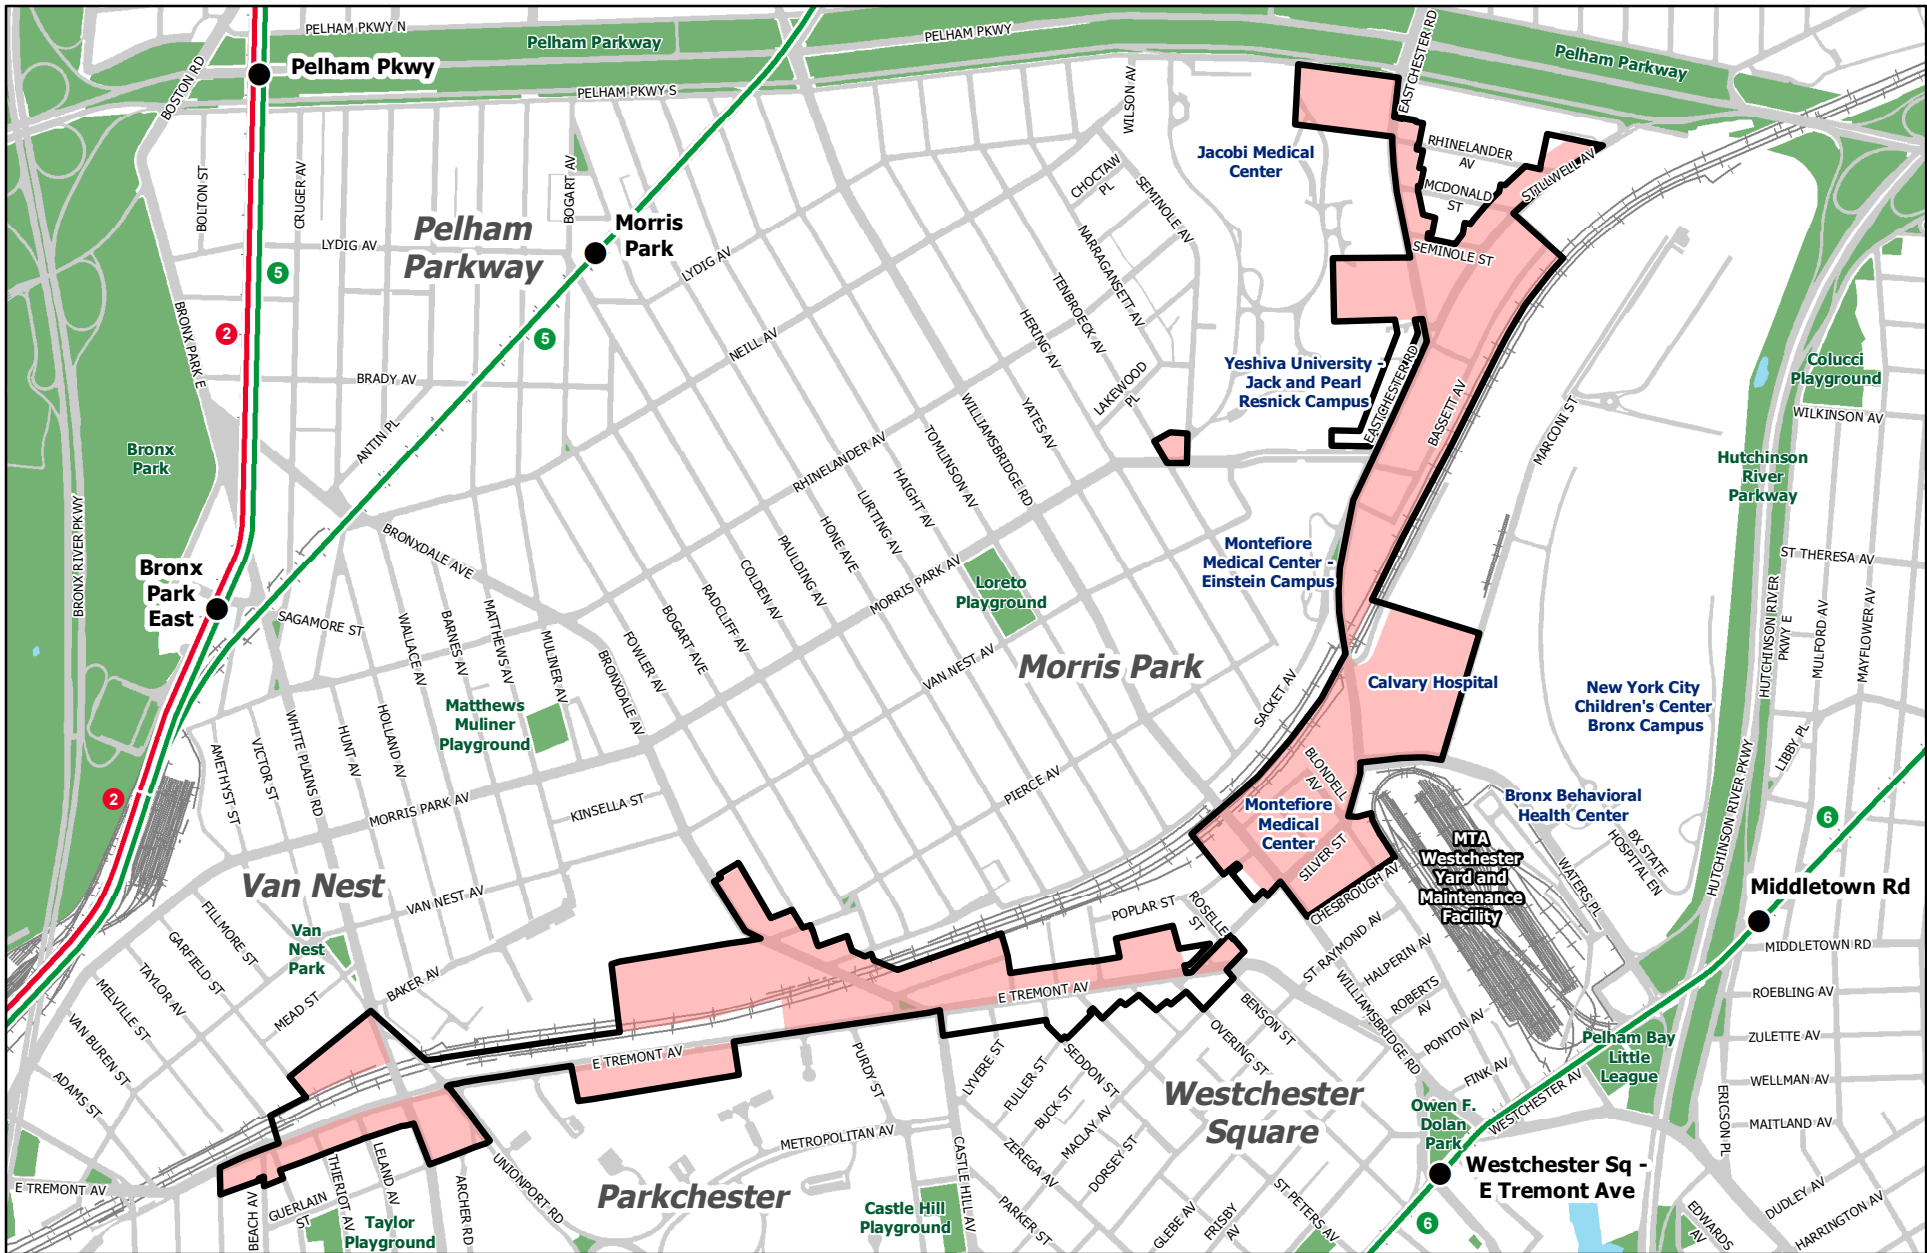 PELHAM PKWY N
Pelham Parkway
PELHAM PKWY
EASTCHESTER RD
Pelham Parkway
BOSTON RD
Pelham Pkwy
PELHAM PKWY S
WILSON AV
RHINELANDER
AV
Jacobi Medical
Center
MCDONALD
ST
STILLWELL AV
BOLTON ST
CRUGER AV
BOGART AV
CHOCTAW
PL
SEMINOLE AV
Pelham
Parkway
Morris
Park
LYDIG AV
LYDIG AV
NARRAGANSETT AV
SEMINOLE ST
5
TENBROECK AV
BRONX PARK E
2
5
NEILL AV
HERING AV
Yeshiva University -
Jack and Pearl
Resnick Campus
EASTCHESTER RD
Colucci
Playground
BRADY AV
LAKEWOOD
PL
BASSETT AV
WILKINSON AV
ANTIN PL
WILLIAMSBRIDGE RD
YATES AV
MARCONI ST
Bronx
Park
RHINELANDER AV
TOMLINSON AV
HAIGHT AV
LURTING AV
HONE AVE
Hutchinson
River
Parkway
BRONX RIVER PKWY
BRONXDALE AVE
PAULDING AV
COLDEN AV
RADCLIFF AV
BOGART AVE
FOWLER AV
BRONXDALE AV
MORRIS PARK AV
Montefiore
Medical Center -
Einstein Campus
ST THERESA AV
Bronx
Park
East
Loreto
Playground
SAGAMORE ST
WALLACE AV
BARNES AV
MATTHEWS AV
MULINER AV
HUTCHINSON RIVER
PKWY E
MULFORD AV
MAYFLOWER AV
VAN NEST AV
Morris Park
SACKET AV
Calvary Hospital
New York City
Children's Center
Bronx Campus
Matthews
Muliner
Playground
AMETHYST ST
VICTOR ST
WHITE PLAINS RD
HUNT AV
HOLLAND AV
LIBBY PL
BLONDELL
AV
PIERCE AV
HUTCHINSON RIVER PKWY
2
MORRIS PARK AV
KINSELLA ST
Montefiore
Medical
Center
Bronx Behavioral
Health Center
6
SILVER ST
MTA
Westchester
Yard and
Maintenance
Facility
BX STATE
HOSPITAL EN
WATERS PL
Van Nest
VAN NEST AV
CHESBROUGH AV
Middletown Rd
POPLAR ST
ROSELLE
ST
FILLMORE ST
GARFIELD ST
TAYLOR AV
MELVILLE ST
VAN BUREN ST
ADAMS ST
Van
Nest
Park
ST RAYMOND AV
HALPERIN AV
ROBERTS
AV
MIDDLETOWN RD
BAKER AV
MEAD ST
E TREMONT AV
BENSON ST
WILLIAMSBRIDGE RD
ROEBLING AV
OVERING ST
PONTON AV
ZULETTE AV
Pelham Bay
Little
League
E TREMONT AV
PURDY ST
LYVERE ST
FULLER ST
SEDDON ST
BUCK ST
MACLAY AV
FINK AV
WELLMAN AV
Westchester
Square
WESTCHESTER AV
Owen F.
Dolan
Park
ERICSON PL
MAITLAND AV
METROPOLITAN AV
ZEREGA AV
DORSEY ST
E TREMONT AV
THIERIOT AV
LELAND AV
UNIONPORT RD
CASTLE HILL AV
Westchester Sq -
E Tremont Ave
BEACH AV
GUERLAIN
ST
Taylor
Playground
ARCHER RD
Parkchester
Castle Hill
Playground
PARKER ST
GLEBE AV
FRISBY
AV
ST PETERS AV
6
EDWARDS
AV
DUDLEY AV
HARRINGTON AV